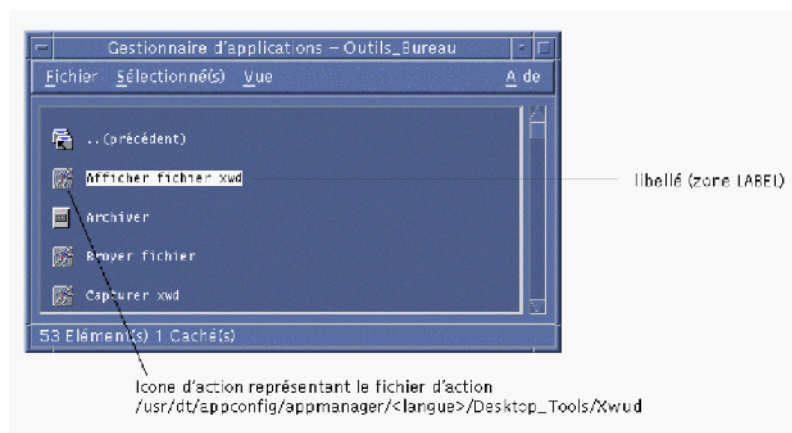 Gestionnaire d'applications – Outils_Bureau
Fichier Sélectionné(s) Vue A de
..(précédent)
Afficher fichier xwd
libellé (zone LABEL)
Archiver
Broyer fichier
Capturer xwd
53 Elément(s) 1 Caché(s)
Icone d'action représentant le fichier d'action
/usr/dt/appconfig/appmanager/<langue>/Desktop_Tools/Xwud